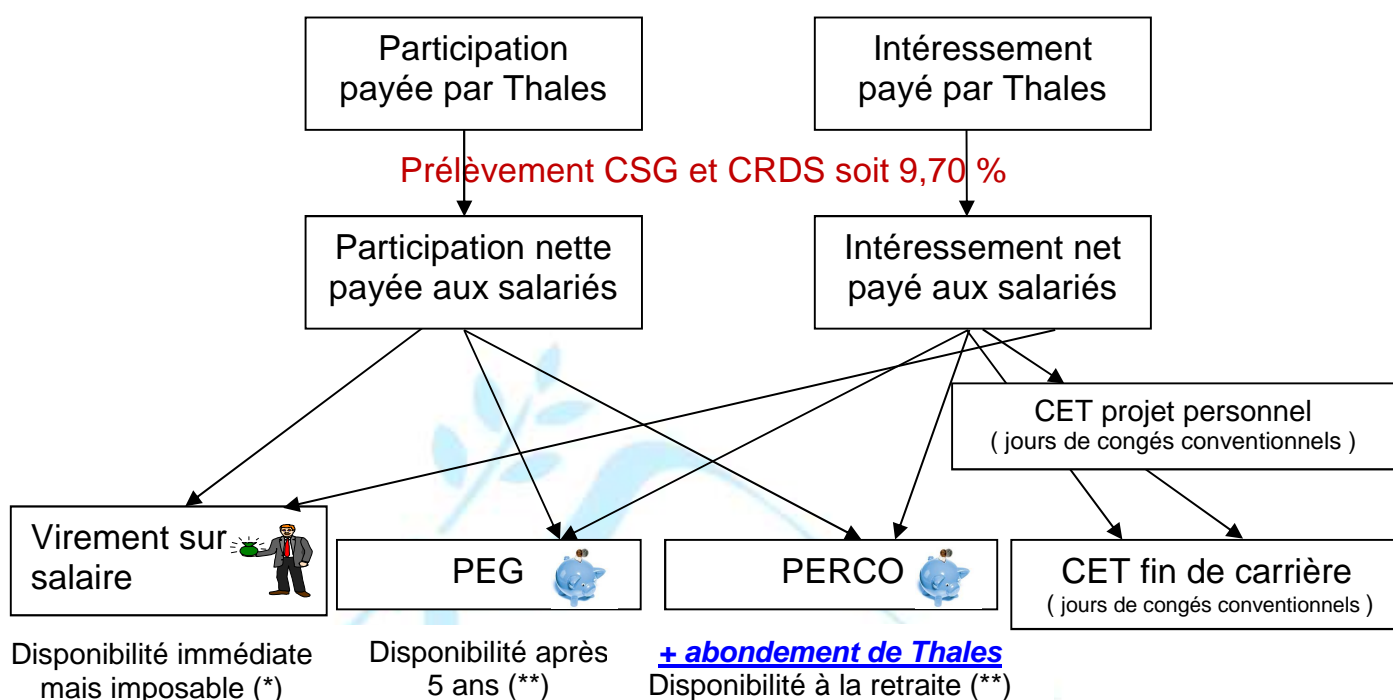 Participation
payée par Thales
Intéressement
payé par Thales
Prélèvement CSG et CRDS soit 9,70 %
Participation nette
payée aux salariés
Intéressement net
payé aux salariés
CET projet personnel
( jours de congés conventionnels )
Virement sur
salaire
PEG
PERCO
CET fin de carrière
( jours de congés conventionnels )
Disponibilité immédiate
mais imposable (*)
Disponibilité après
5 ans (**)
+ abondement de Thales
Disponibilité à la retraite (**)